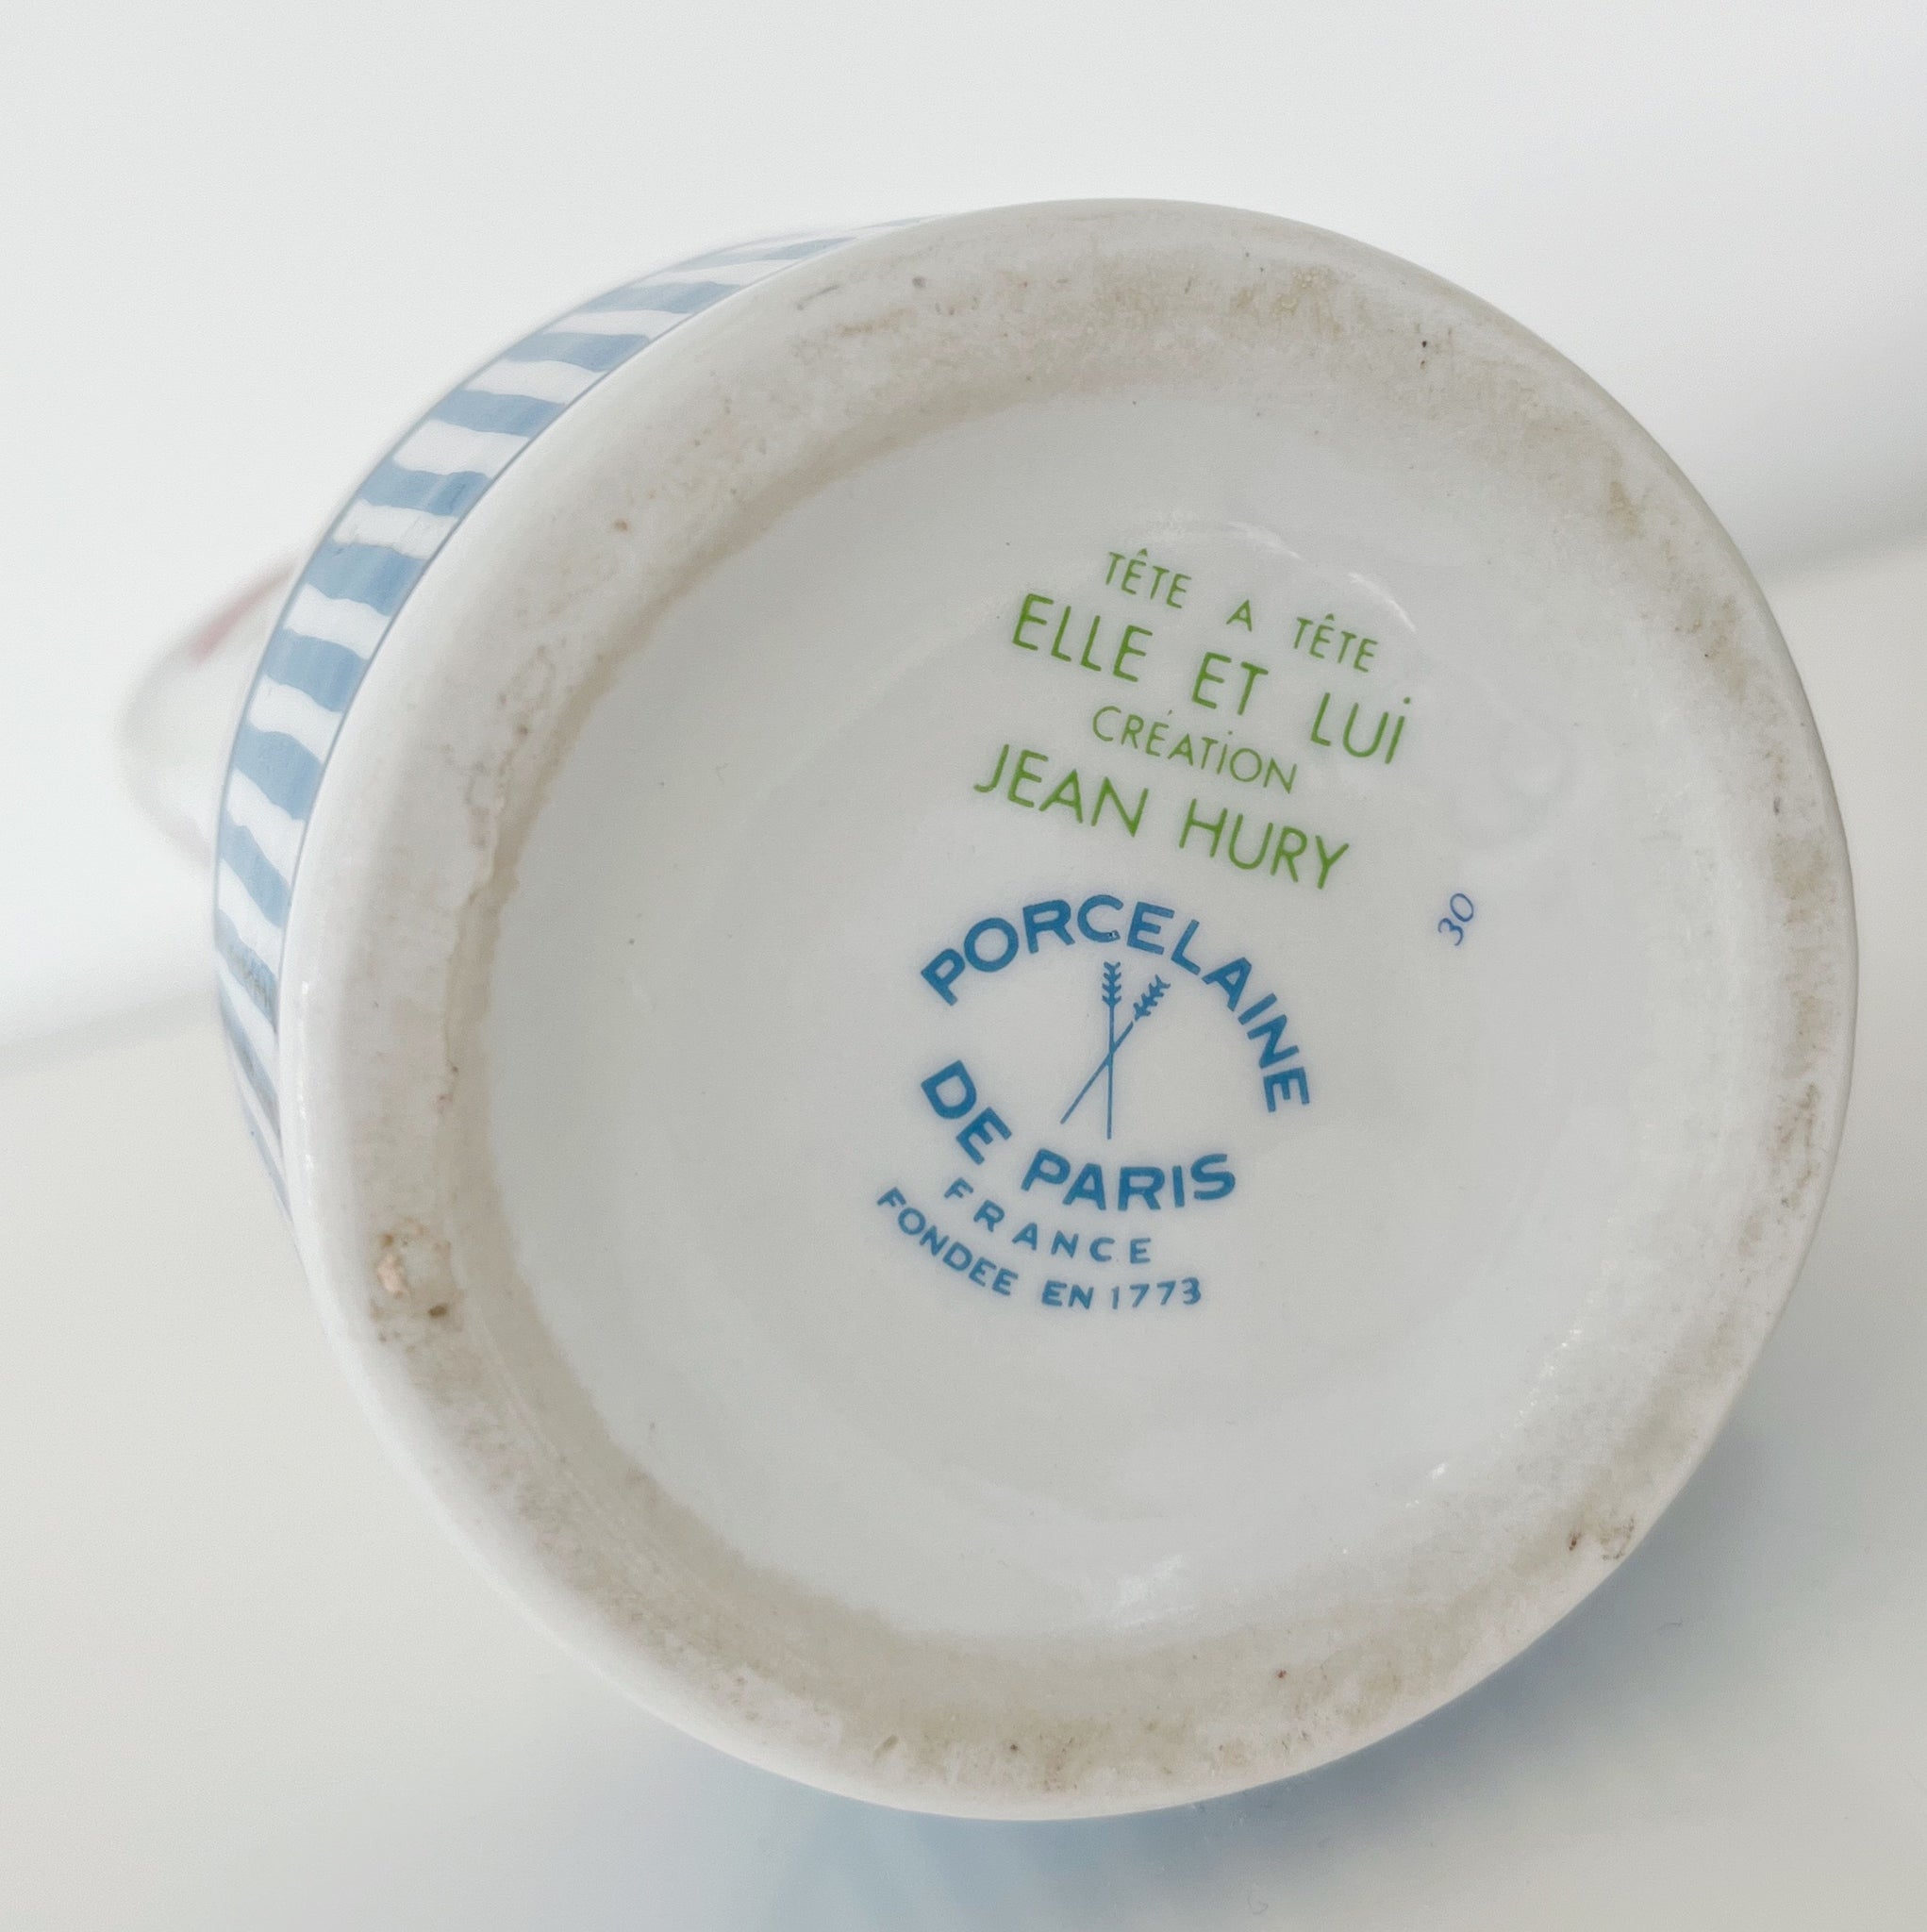 TÊTE A TÊTE
ELLE ET LUI
CRÉATION
JEAN HURY
30
PORCELAINE
DE PARIS
FRANCE
FONDEE EN 1773